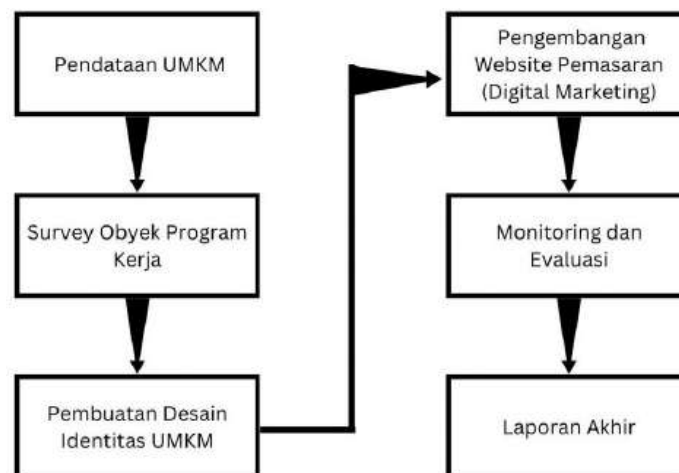 Pendataan UMKM
Survey Obyek Program
Kerja
Pembuatan Desain
Identitas UMKM
Pengembangan
Website Pemasaran
(Digital Marketing)
Monitoring dan
Evaluasi
Laporan Akhir